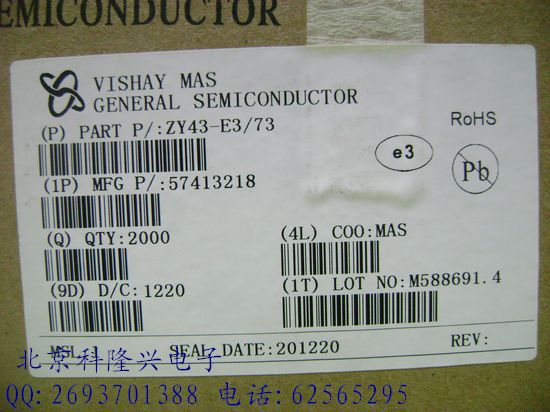 EMICONDUCTOR
VISHAY MAS
GENERAL SEMICONDUCTOR
(P) PART P/:ZY43-E3/73
RoHS
e3
Pb
(1P) MFG P/:57413218
(Q) QTY:2000
(4L) COO:MAS
(9D) D/C:1220
(1T) LOT NO:M588691.4
MSL
SEAL DATE:201220
REV:
北京科隆兴电子
QQ:2693701388 电话:62565295